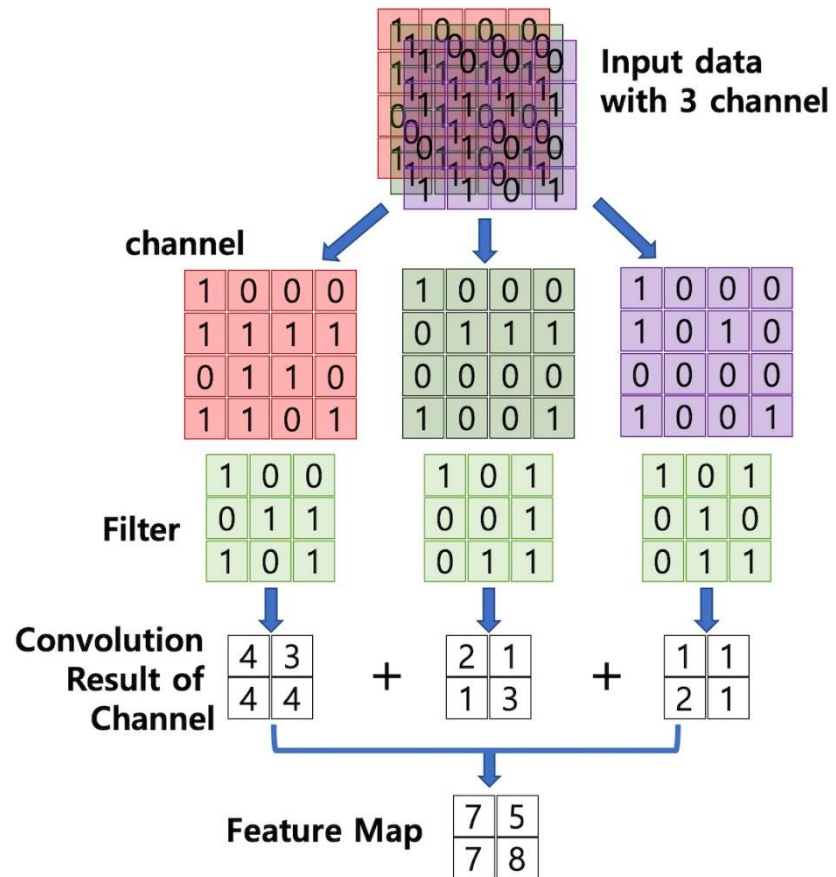 Input data
with 3 channel
channel
1 0 0 0
1 1 1 1
0 1 1 0
1 1 0 1
1 0 0 0
0 1 1 1
0 0 0 0
1 0 0 1
1 0 0 0
1 0 1 0
0 0 0 0
1 0 0 1
Filter
1 0 0
0 1 1
1 0 1
1 0 1
0 0 1
0 1 1
1 0 1
0 1 0
0 1 1
Convolution
Result of
Channel
4 3
4 4
+
2 1
1 3
+
1 1
2 1
Feature Map
7 5
7 8